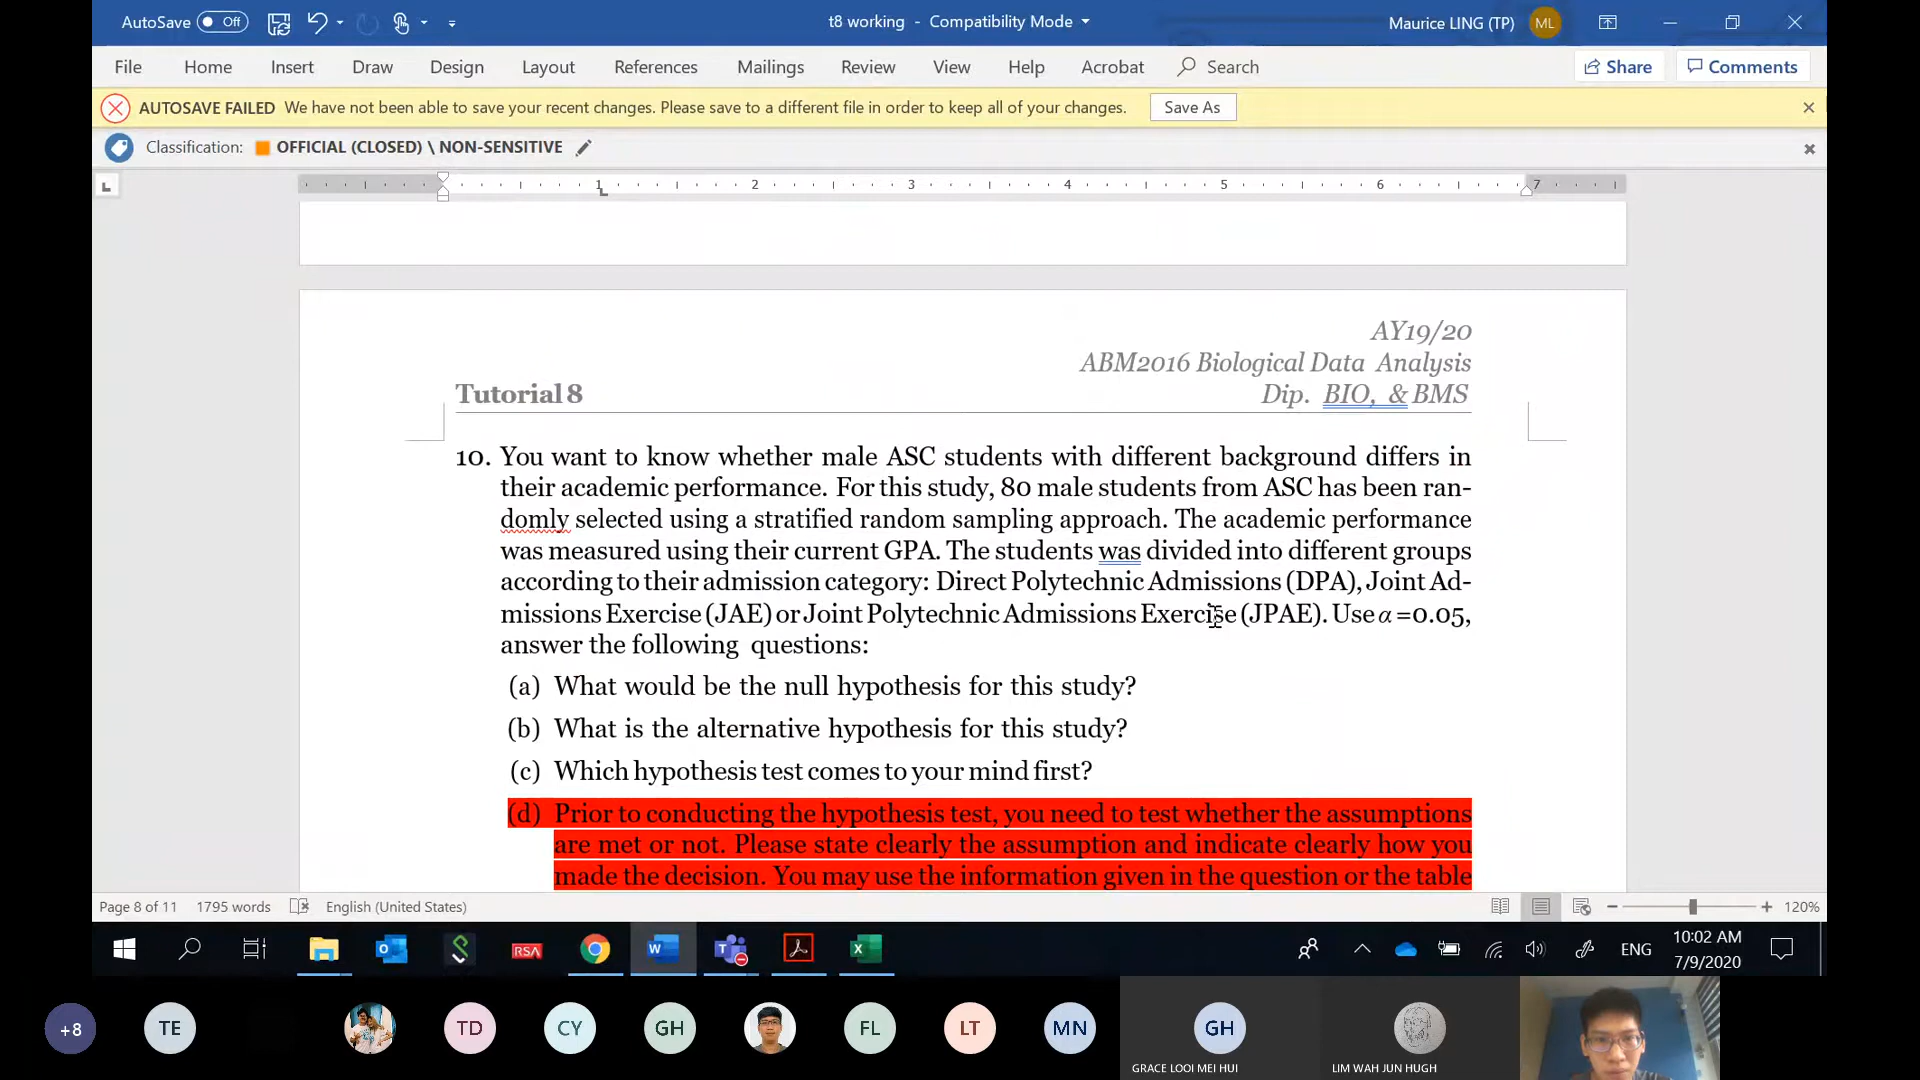 AutoSave Off
t8 working - Compatibility Mode
Maurice LING (TP) ML
File Home Insert Draw Design Layout References Mailings Review View Help Acrobat Search Share Comments
AUTOSAVE FAILED We have not been able to save your recent changes. Please save to a different file in order to keep all of your changes. Save As
Classification: OFFICIAL (CLOSED) \ NON-SENSITIVE
1 2 3 4 5 6 7
AY19/20
ABM2016 Biological Data Analysis
Tutorial 8 Dip. BIO, & BMS
10. You want to know whether male ASC students with different background differs in
their academic performance. For this study, 80 male students from ASC has been ran-
domly selected using a stratified random sampling approach. The academic performance
was measured using their current GPA. The students was divided into different groups
according to their admission category: Direct Polytechnic Admissions (DPA), Joint Ad-
missions Exercise (JAE) or Joint Polytechnic Admissions Exercise (JPAE). Use α =0.05,
answer the following questions:
(a) What would be the null hypothesis for this study?
(b) What is the alternative hypothesis for this study?
(c) Which hypothesis test comes to your mind first?
(d) Prior to conducting the hypothesis test, you need to test whether the assumptions
are met or not. Please state clearly the assumption and indicate clearly how you
made the decision. You may use the information given in the question or the table
Page 8 of 11 1795 words English (United States) 120%
RSA ENG 10:02 AM
7/9/2020
+8 TE TD CY GH FL LT MN GH
GRACE LOOI MEI HUI LIM WAH JUN HUGH